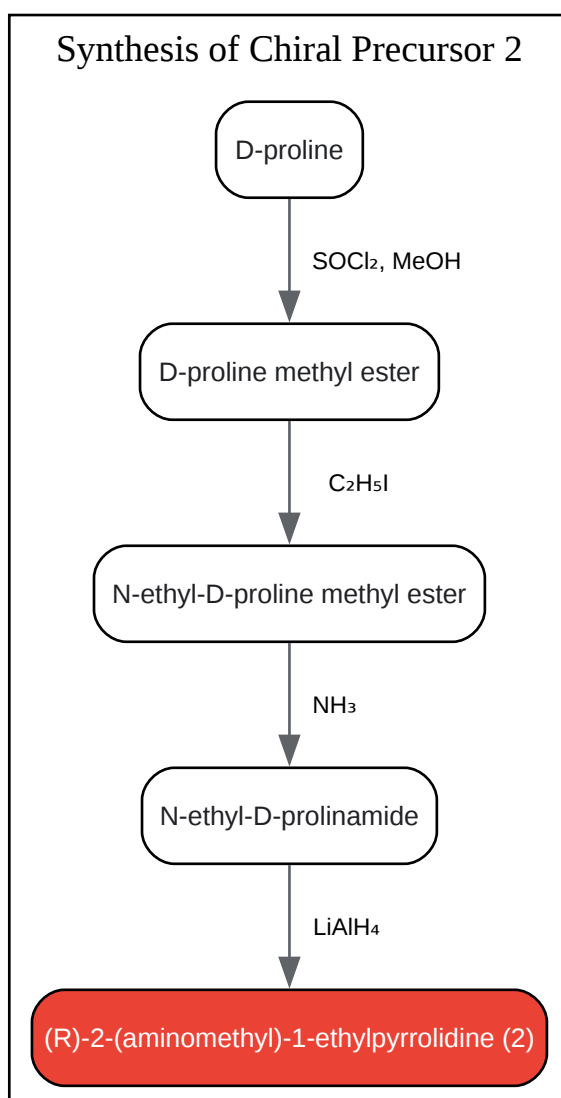 Synthesis of Chiral Precursor 2
D-proline
SOCl₂, MeOH
D-proline methyl ester
C₂H₅I
N-ethyl-D-proline methyl ester
NH₃
N-ethyl-D-prolinamide
LiAlH₄
(R)-2-(aminomethyl)-1-ethylpyrrolidine (2)